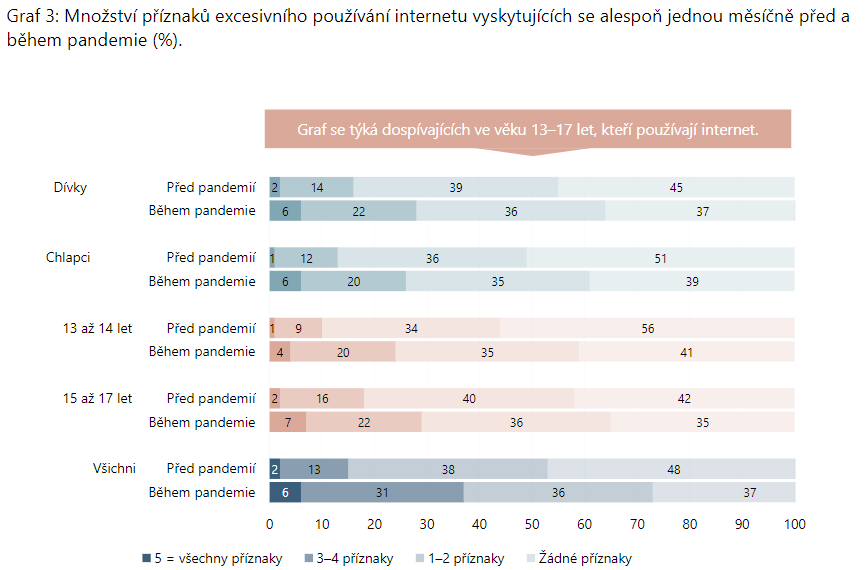 Graf 3: Množství příznaků excesivního používání internetu vyskytujících se alespoň jednou měsíčně před a
během pandemie (%).
Graf se týká dospívajících ve věku 13–17 let, kteří používají internet.
Dívky Před pandemií 2 14 39 45
Během pandemie 6 22 36 37
Chlapci Před pandemií 1 12 36 51
Během pandemie 6 20 35 39
13 až 14 let Před pandemií 1 9 34 56
Během pandemie 4 20 35 41
15 až 17 let Před pandemií 2 16 40 42
Během pandemie 7 22 36 35
Všichni Před pandemií 2 13 38 48
Během pandemie 6 31 36 37
0 10 20 30 40 50 60 70 80 90 100
5 = všechny příznaky 3–4 příznaky 1–2 příznaky Žádné příznaky